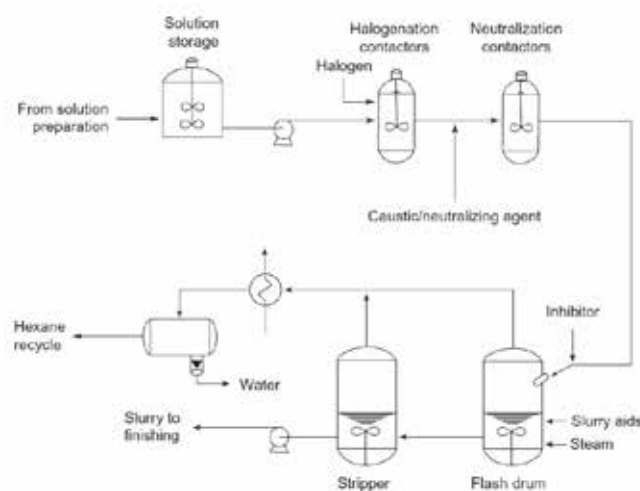 Solution
storage
Halogenation
contactors
Neutralization
contactors
Halogen
From solution
preparation
Caustic/neutralizing agent
Inhibitor
Hexane
recycle
Water
Slurry to
finishing
Slurry aids
Steam
Stripper
Flash drum